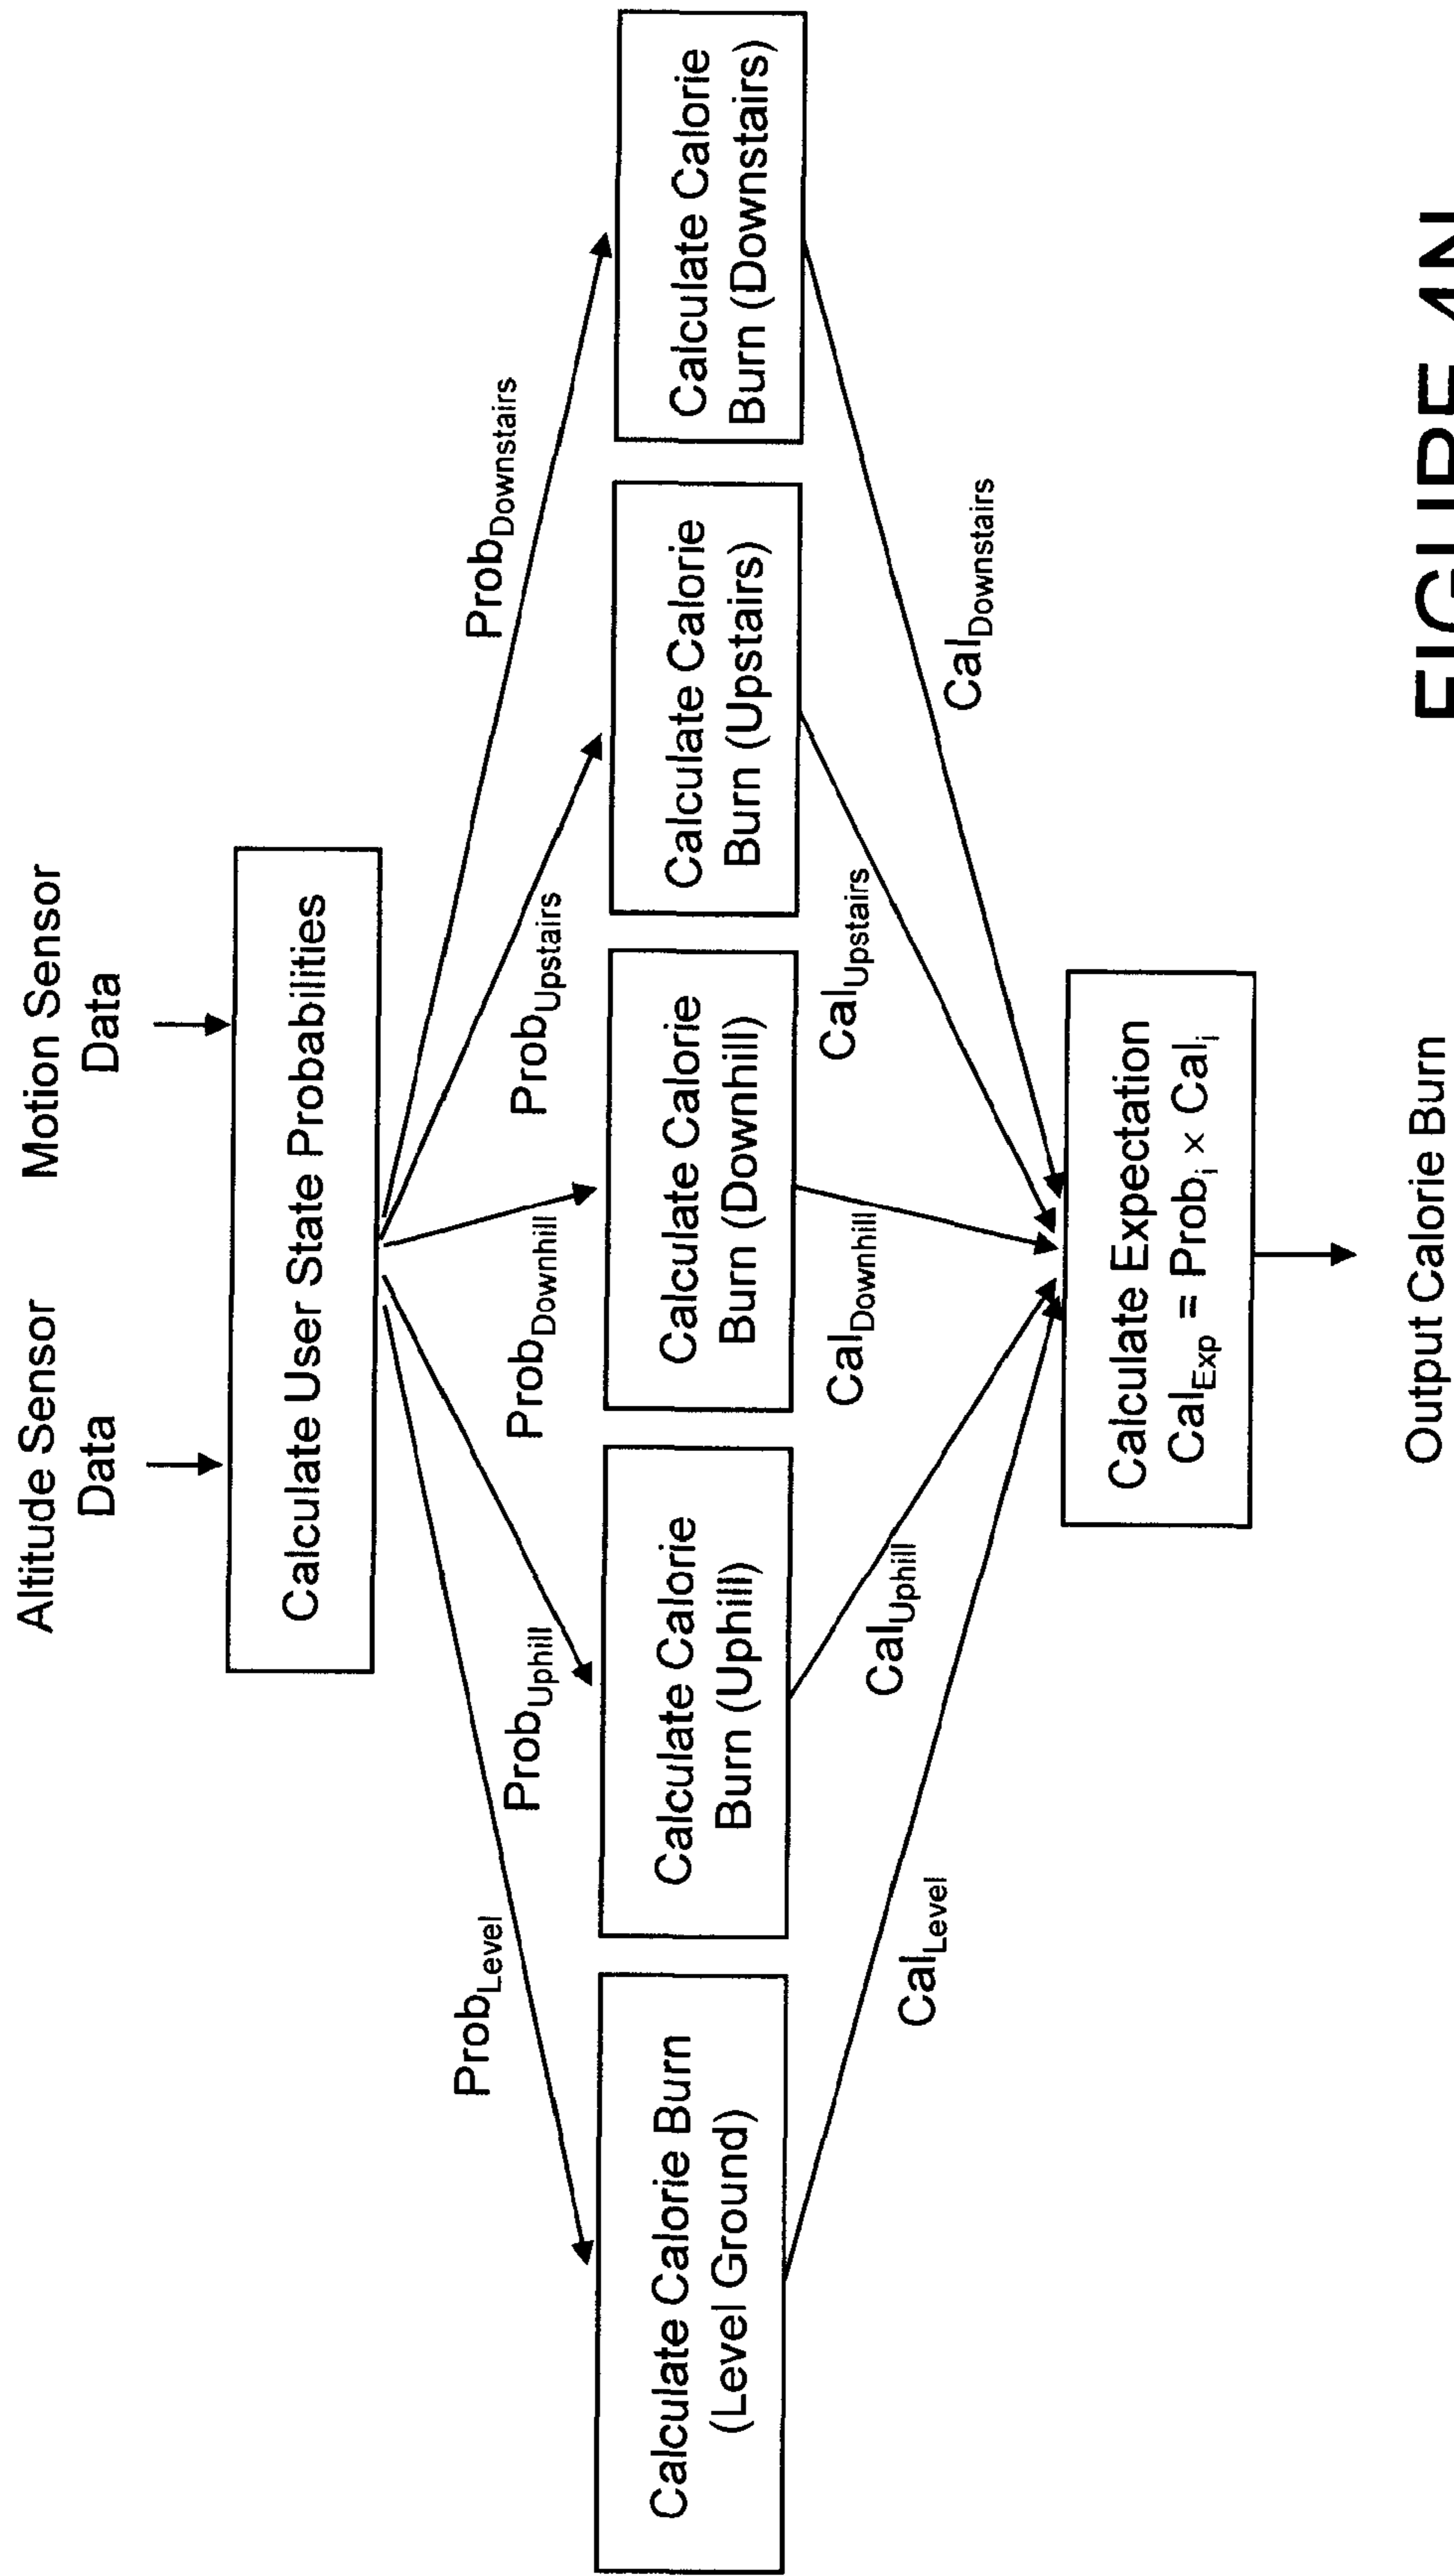 Altitude Sensor
Data
Motion Sensor
Data
Calculate User State Probabilities
Prob_Level
Prob_Uphill
Prob_Downhill
Prob_Upstairs
Prob_Downstairs
Calculate Calorie Burn
(Level Ground)
Calculate Calorie
Burn (Uphill)
Calculate Calorie
Burn (Downhill)
Calculate Calorie
Burn (Upstairs)
Calculate Calorie
Burn (Downstairs)
Cal_Level
Cal_Uphill
Cal_Downhill
Cal_Upstairs
Cal_Downstairs
Calculate Expectation
Cal_Exp = Prob_i × Cal_i
Output Calorie Burn
FIGURE 4N